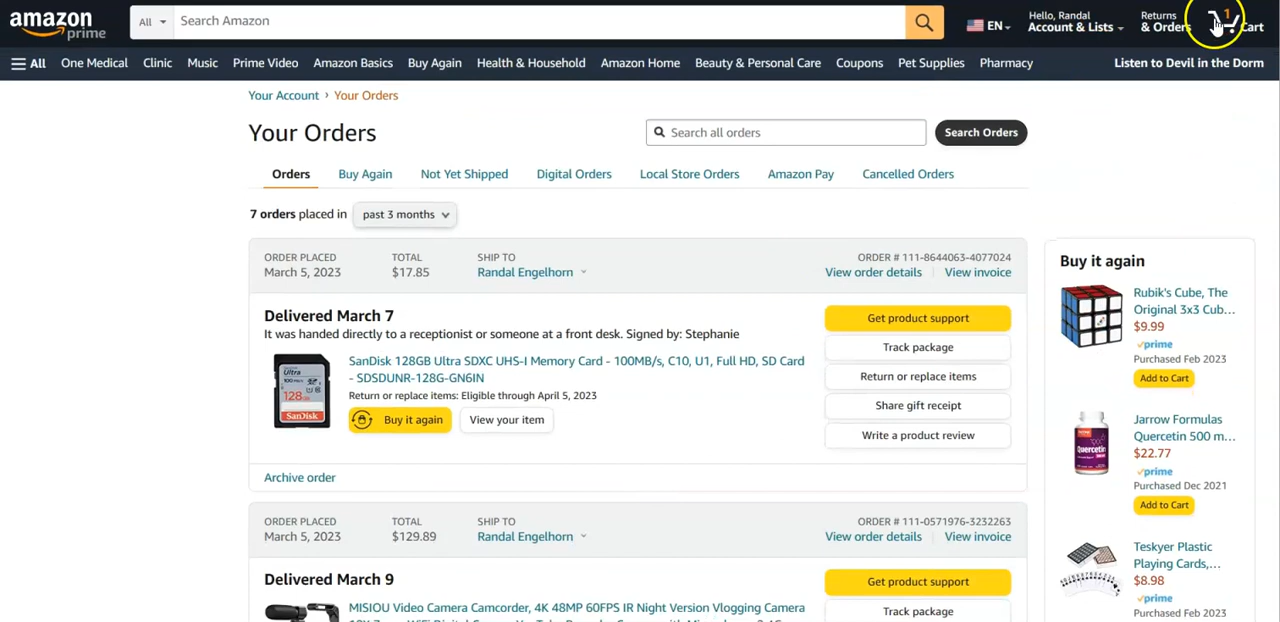 amazon
prime
All
Search Amazon
EN
Hello, Randal
Account & Lists
Returns
& Orders
1
Cart
All
One Medical
Clinic
Music
Prime Video
Amazon Basics
Buy Again
Health & Household
Amazon Home
Beauty & Personal Care
Coupons
Pet Supplies
Pharmacy
Listen to Devil in the Dorm
Your Account › Your Orders
Your Orders
Search all orders
Search Orders
Orders
Buy Again
Not Yet Shipped
Digital Orders
Local Store Orders
Amazon Pay
Cancelled Orders
7 orders placed in
past 3 months
ORDER PLACED
March 5, 2023
TOTAL
$17.85
SHIP TO
Randal Engelhorn
ORDER # 111-8644063-4077024
View order details
View invoice
Delivered March 7
It was handed directly to a receptionist or someone at a front desk. Signed by: Stephanie
SanDisk
Ultra
128
SanDisk
SanDisk 128GB Ultra SDXC UHS-I Memory Card - 100MB/s, C10, U1, Full HD, SD Card
- SDSDUNR-128G-GN6IN
Return or replace items: Eligible through April 5, 2023
Buy it again
View your item
Get product support
Track package
Return or replace items
Share gift receipt
Write a product review
Archive order
ORDER PLACED
March 5, 2023
TOTAL
$129.89
SHIP TO
Randal Engelhorn
ORDER # 111-0571976-3232263
View order details
View invoice
Delivered March 9
MISIOU Video Camera Camcorder, 4K 48MP 60FPS IR Night Version Vlogging Camera
Get product support
Track package
Buy it again
Rubik's Cube, The
Original 3x3 Cub...
$9.99
prime
Purchased Feb 2023
Add to Cart
Quercetin
Jarrow Formulas
Quercetin 500 m...
$22.77
prime
Purchased Dec 2021
Add to Cart
Teskyer Plastic
Playing Cards,...
$8.98
prime
Purchased Feb 2023